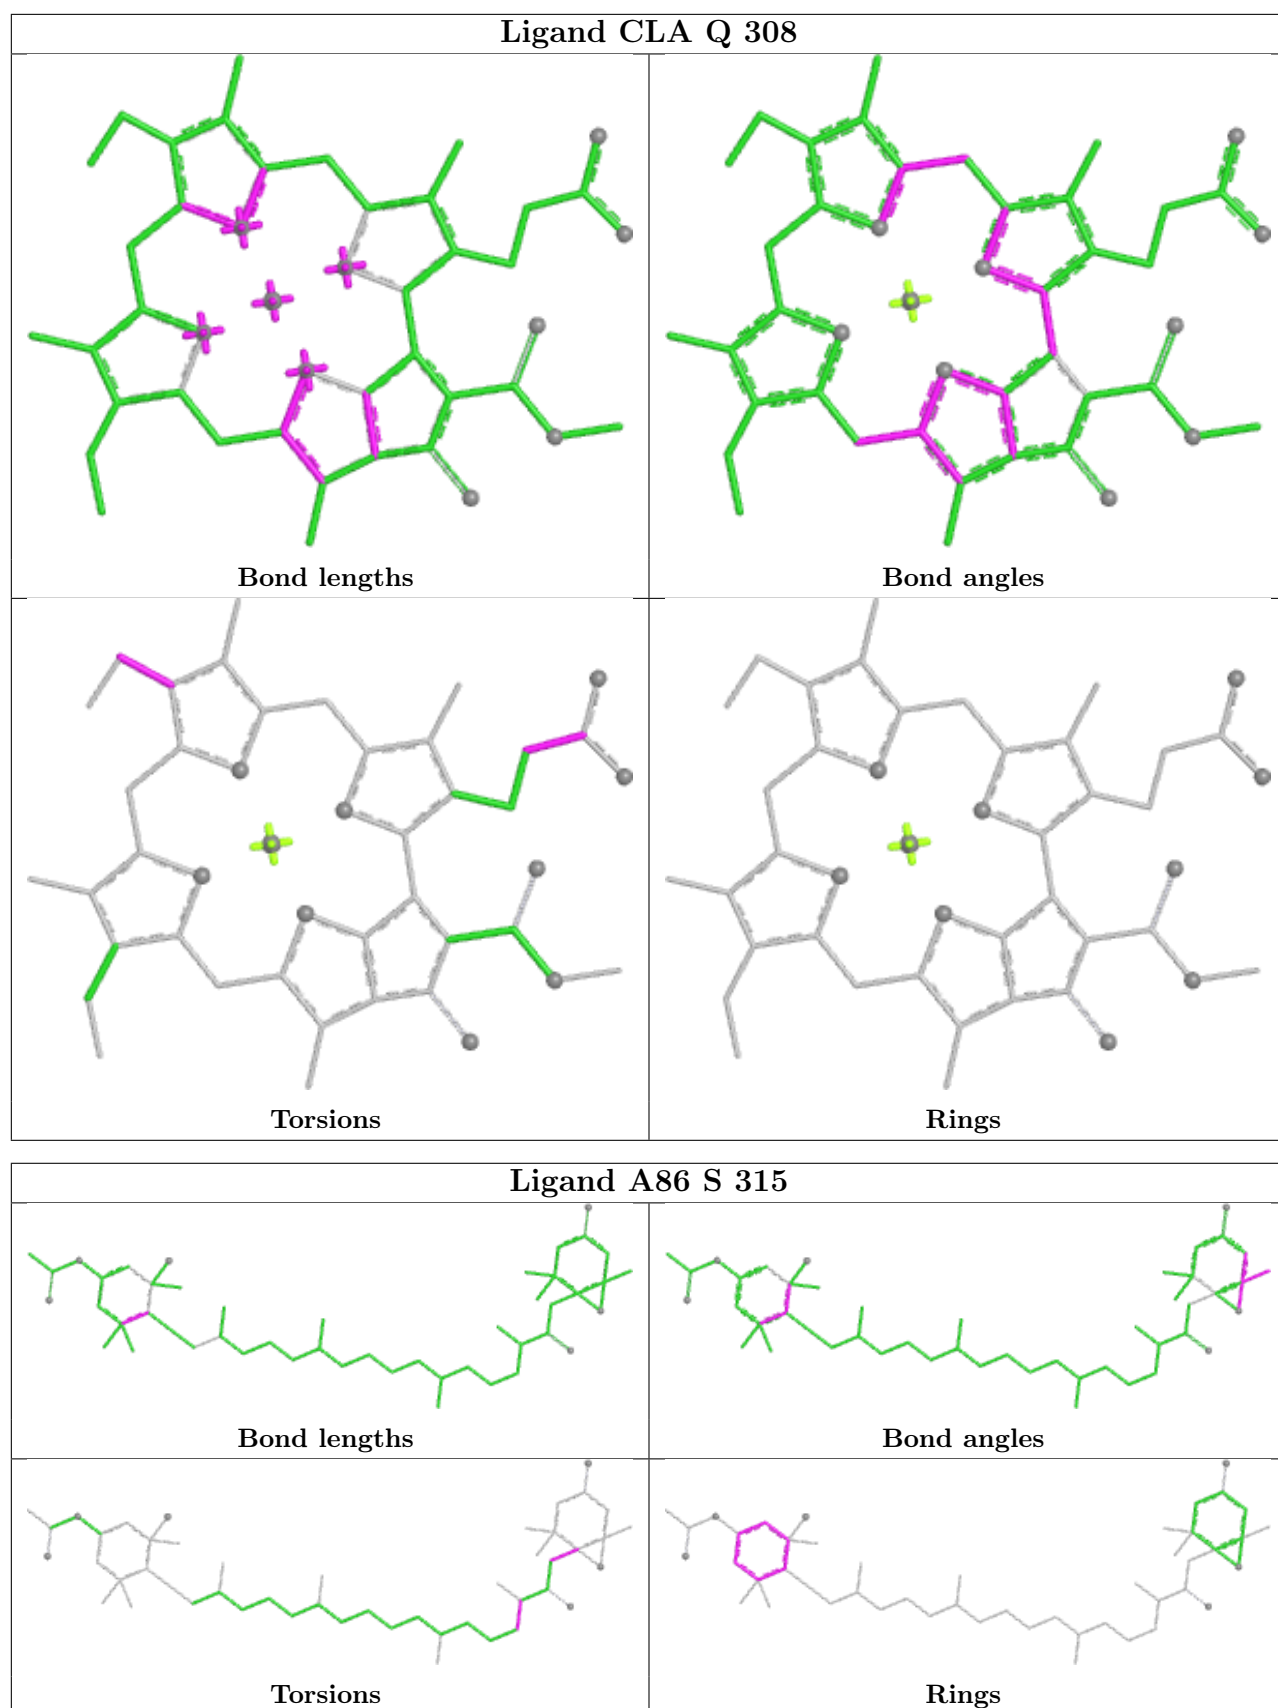 Ligand CLA Q 308
Bond lengths
Bond angles
Torsions
Rings
Ligand A86 S 315
Bond lengths
Bond angles
Torsions
Rings